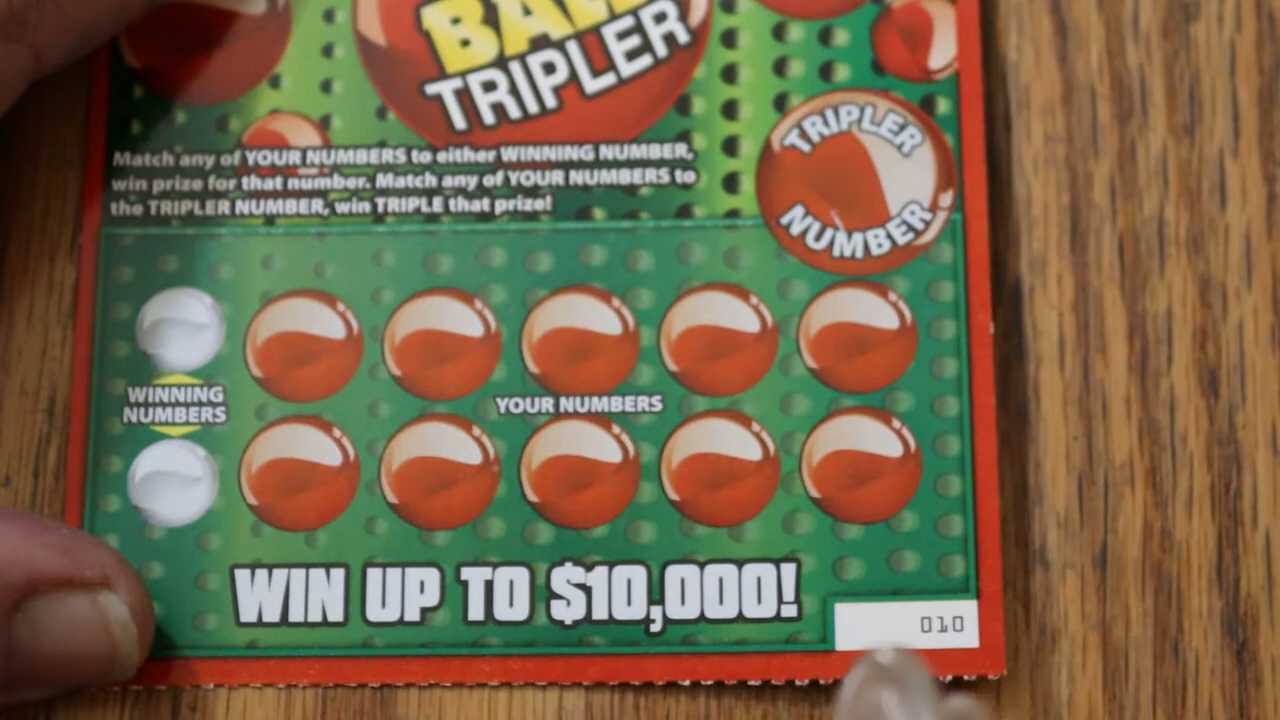 BALL
TRIPLER
TRIPLER
NUMBER
Match any of YOUR NUMBERS to either WINNING NUMBER,
win prize for that number. Match any of YOUR NUMBERS to
the TRIPLER NUMBER, win TRIPLE that prize!
WINNING
NUMBERS
YOUR NUMBERS
WIN UP TO $10,000!
010